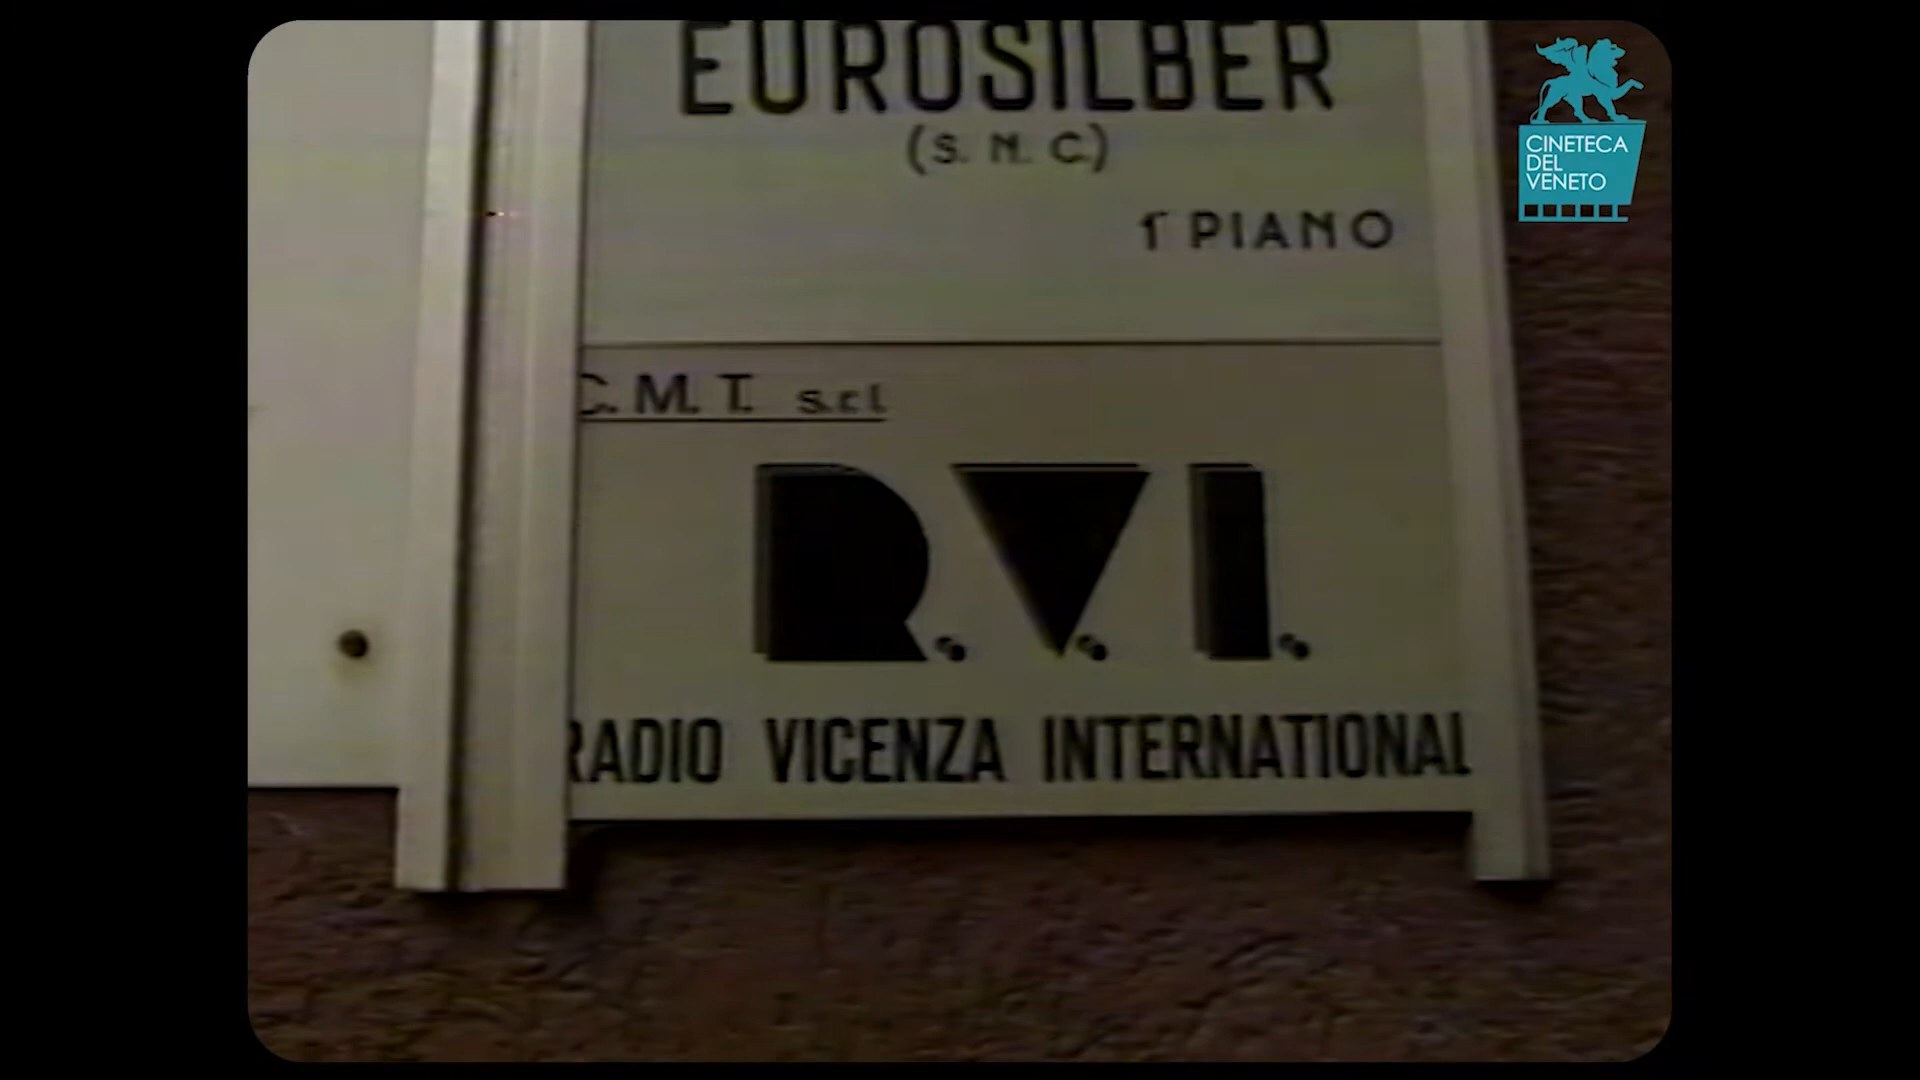 EUROSILBER
(S. N. C.)
1° PIANO
C. M. T. s.r.l.
R.V.I.
RADIO VICENZA INTERNATIONAL
CINETECA
DEL
VENETO